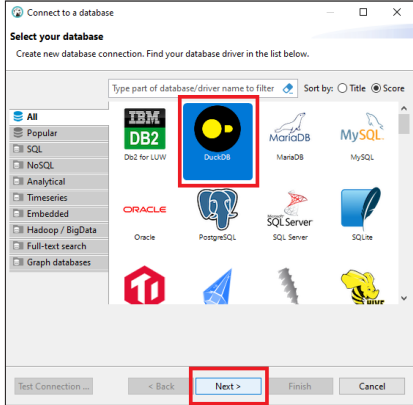 Connect to a database
Select your database
Create new database connection. Find your database driver in the list below.
Type part of database/driver name to filter
Sort by: Title Score
All
Popular
SQL
NoSQL
Analytical
Timeseries
Embedded
Hadoop / BigData
Full-text search
Graph databases
IBM
DB2
MariaDB
MySQL
Db2 for LUW
DuckDB
MariaDB
MySQL
ORACLE
SQL Server
Oracle
PostgreSQL
SQL Server
SQLite
HIVE
Test Connection ...
< Back
Next >
Finish
Cancel